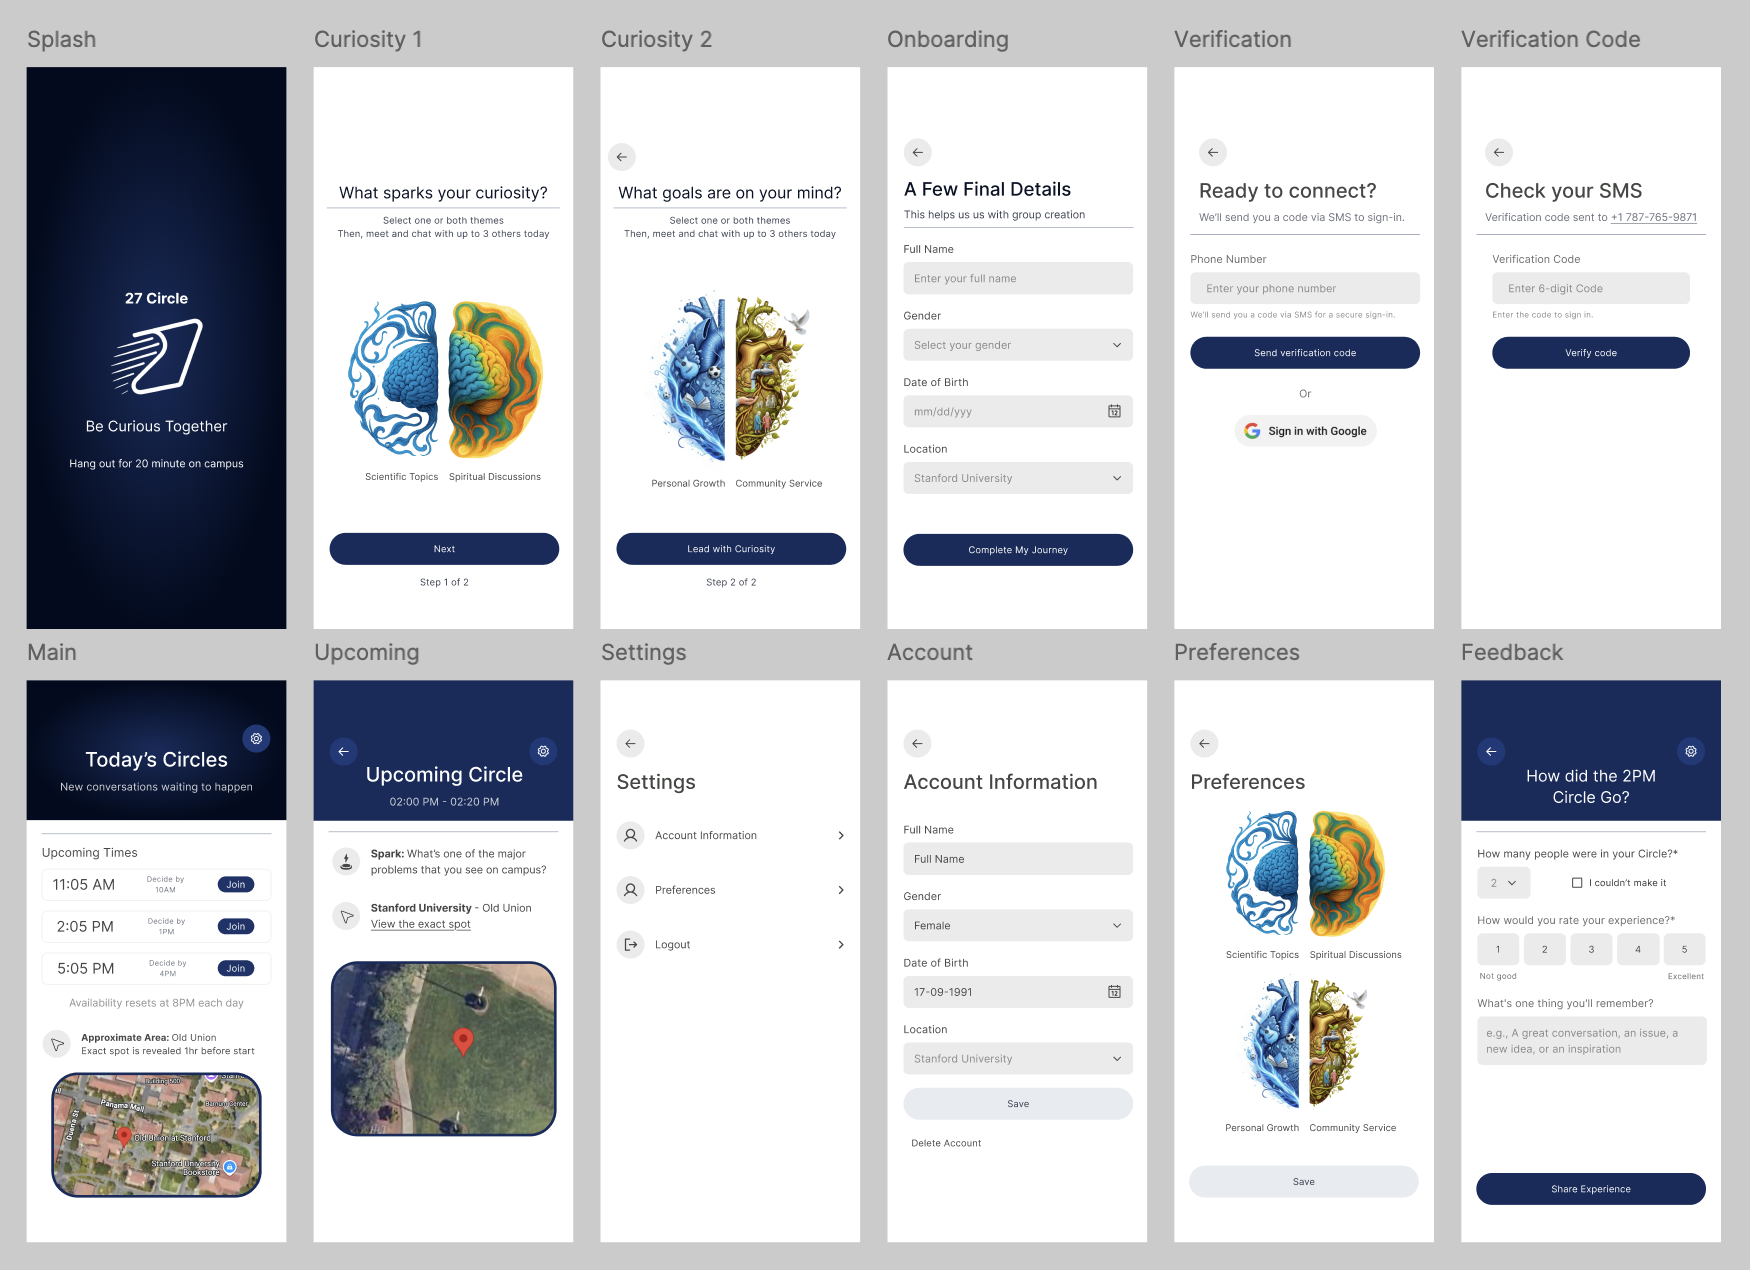 Splash
27 Circle
Be Curious Together
Hang out for 20 minute on campus
Curiosity 1
What sparks your curiosity?
Select one or both themes
Then, meet and chat with up to 3 others today
Scientific Topics
Spiritual Discussions
Next
Step 1 of 2
Curiosity 2
What goals are on your mind?
Select one or both themes
Then, meet and chat with up to 3 others today
Personal Growth
Community Service
Lead with Curiosity
Step 2 of 2
Onboarding
A Few Final Details
This helps us us with group creation
Full Name
Enter your full name
Gender
Select your gender
Date of Birth
mm/dd/yyy
12
Location
Stanford University
Complete My Journey
Verification
Ready to connect?
We'll send you a code via SMS to sign-in.
Phone Number
Enter your phone number
We'll send you a code via SMS for a secure sign-in.
Send verification code
Or
Sign in with Google
Verification Code
Check your SMS
Verification code sent to +1 787-765-9871
Verification Code
Enter 6-digit Code
Enter the code to sign in.
Verify code
Main
Today's Circles
New conversations waiting to happen
Upcoming Times
11:05 AM
Decide by
10AM
Join
2:05 PM
Decide by
1PM
Join
5:05 PM
Decide by
4PM
Join
Availability resets at 8PM each day
Approximate Area: Old Union
Exact spot is revealed 1hr before start
Building 500
Panama Mall
Duena St
Old Union at Stanford
Stanford University
Bookstore
Upcoming
Upcoming Circle
02:00 PM - 02:20 PM
Spark: What's one of the major
problems that you see on campus?
Stanford University - Old Union
View the exact spot
Settings
Settings
Account Information
Preferences
Logout
Account
Account Information
Full Name
Full Name
Gender
Female
Date of Birth
17-09-1991
12
Location
Stanford University
Save
Delete Account
Preferences
Preferences
Scientific Topics
Spiritual Discussions
Personal Growth
Community Service
Save
Feedback
How did the 2PM
Circle Go?
How many people were in your Circle?*
2
I couldn't make it
How would you rate your experience?*
1
2
3
4
5
Not good
Excellent
What's one thing you'll remember?
e.g., A great conversation, an issue, a
new idea, or an inspiration
Share Experience